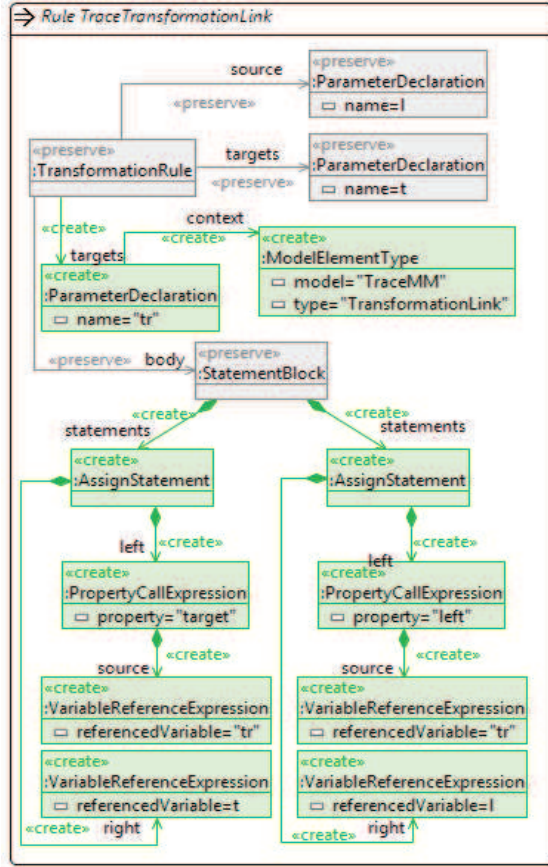 Rule TraceTransformationLink
«preserve»
source
:ParameterDeclaration
«preserve»
name=l
«preserve»
«preserve»
targets
:TransformationRule
:ParameterDeclaration
«preserve»
name=t
context
«create»
«create»
«create»
targets
:ModelElementType
«create»
model="TraceMM"
:ParameterDeclaration
type="TransformationLink"
name="tr"
«preserve» body
«preserve»
:StatementBlock
«create»
«create»
statements
statements
«create»
«create»
:AssignStatement
:AssignStatement
left
«create»
left
«create»
«create»
«create»
:PropertyCallExpression
:PropertyCallExpression
property="target"
property="left"
«create»
«create»
source
source
«create»
«create»
:VariableReferenceExpression
:VariableReferenceExpression
referencedVariable="tr"
referencedVariable="tr"
«create»
«create»
:VariableReferenceExpression
:VariableReferenceExpression
referencedVariable=t
referencedVariable=l
«create» right
«create» right